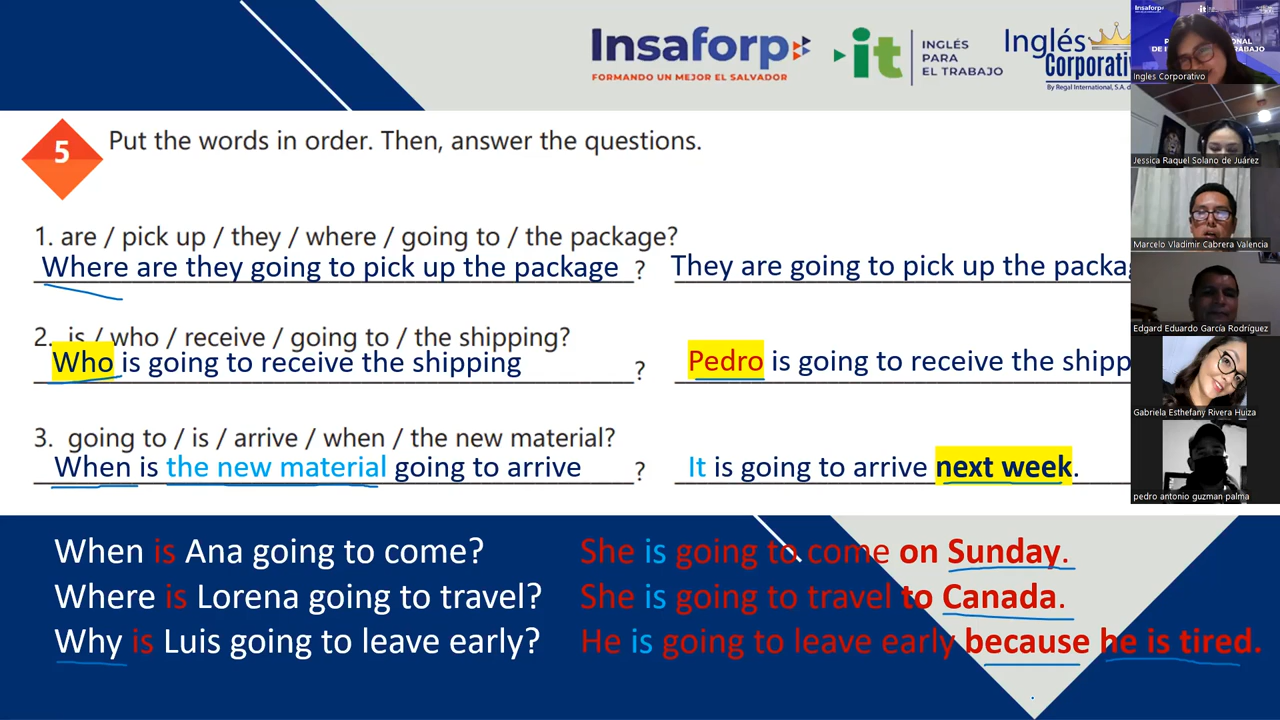 Insaforp
FORMANDO UN MEJOR EL SALVADOR
it
INGLÉS
PARA
EL TRABAJO
Inglés
Corporativ
By Regal International, S.A. d
Insaforp
Ingles Corporativo
5 Put the words in order. Then, answer the questions.
Jessica Raquel Solano de Juárez
1. are / pick up / they / where / going to / the package?
Where are they going to pick up the package ? They are going to pick up the packa
Marcelo Vladimir Cabrera Valencia
2. is / who / receive / going to / the shipping?
Who is going to receive the shipping ? Pedro is going to receive the shipp
Edgard Eduardo García Rodríguez
Gabriela Esthefany Rivera Huiza
3. going to / is / arrive / when / the new material?
When is the new material going to arrive ? It is going to arrive next week.
pedro antonio guzman palma
When is Ana going to come? She is going to come on Sunday.
Where is Lorena going to travel? She is going to travel to Canada.
Why is Luis going to leave early? He is going to leave early because he is tired.